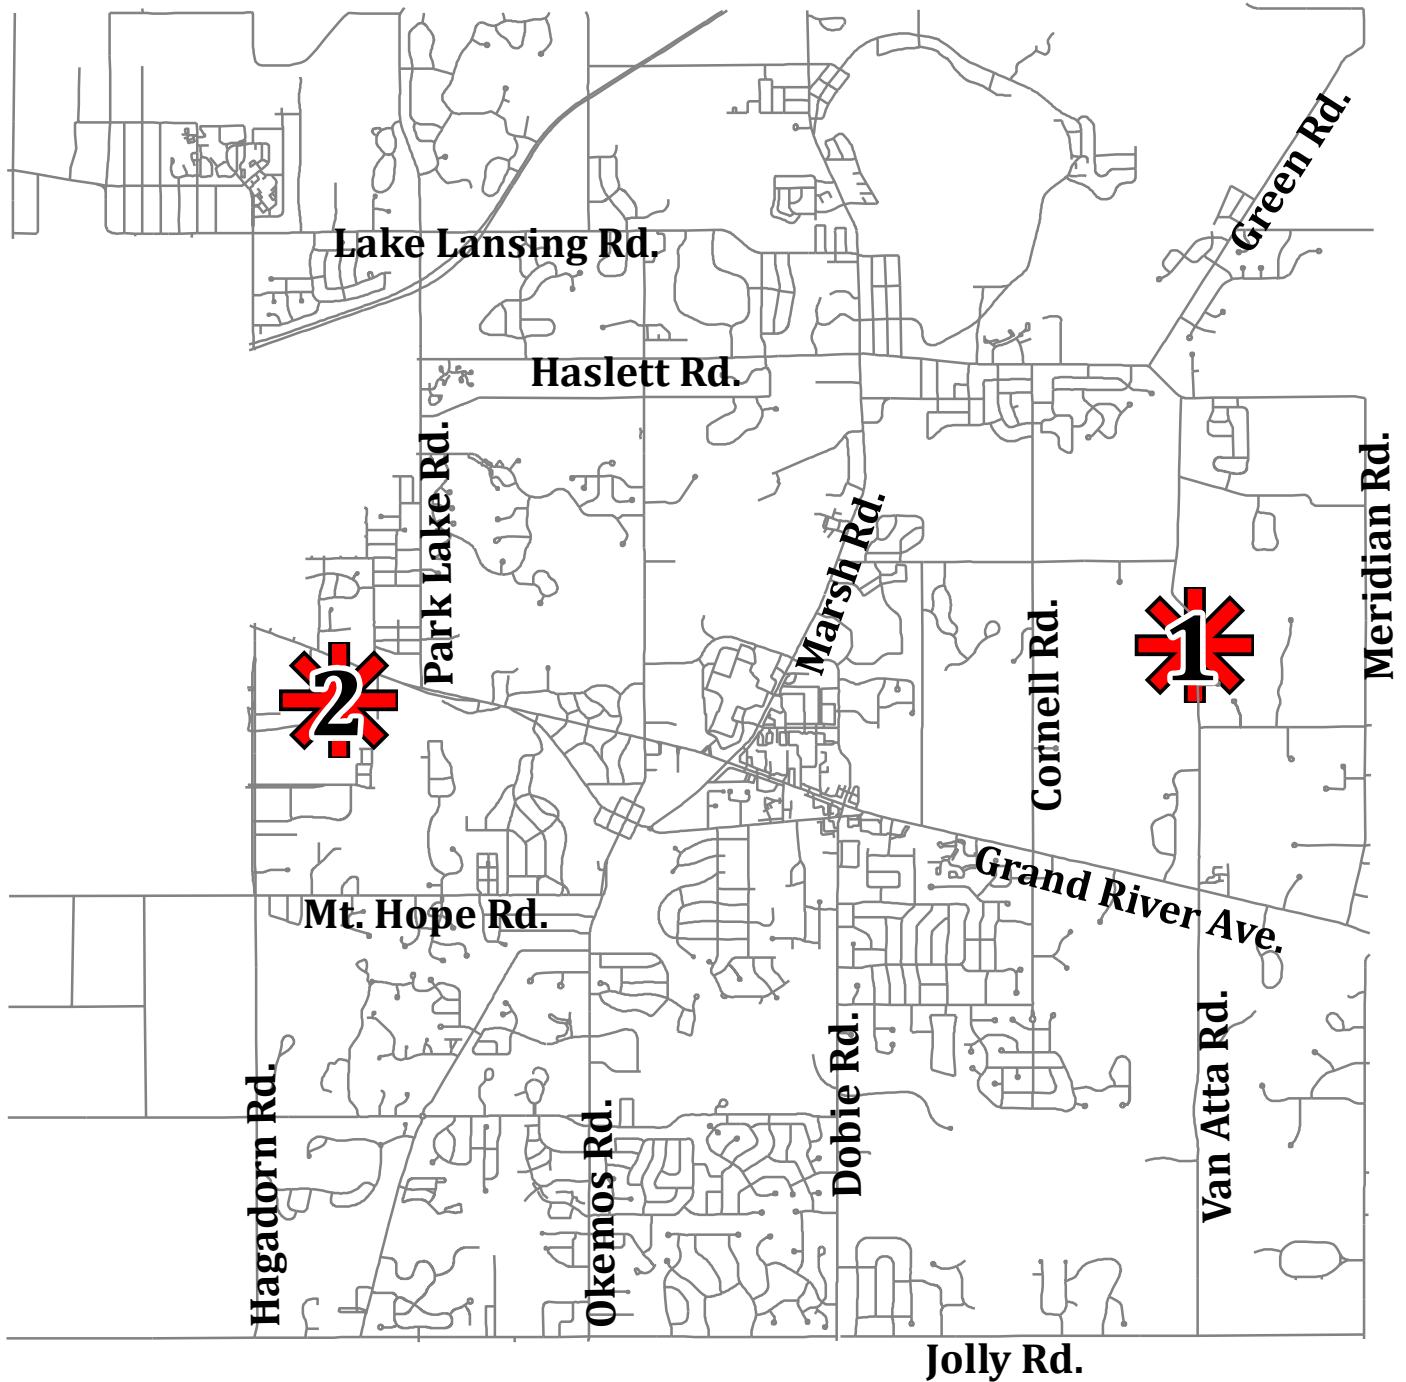 Green Rd.
Lake Lansing Rd.
Haslett Rd.
Park Lake Rd.
Marsh Rd.
Meridian Rd.
Cornell Rd.
1
2
Grand River Ave.
Mt. Hope Rd.
Van Atta Rd.
Dobie Rd.
Hagadorn Rd.
Okemos Rd.
Jolly Rd.